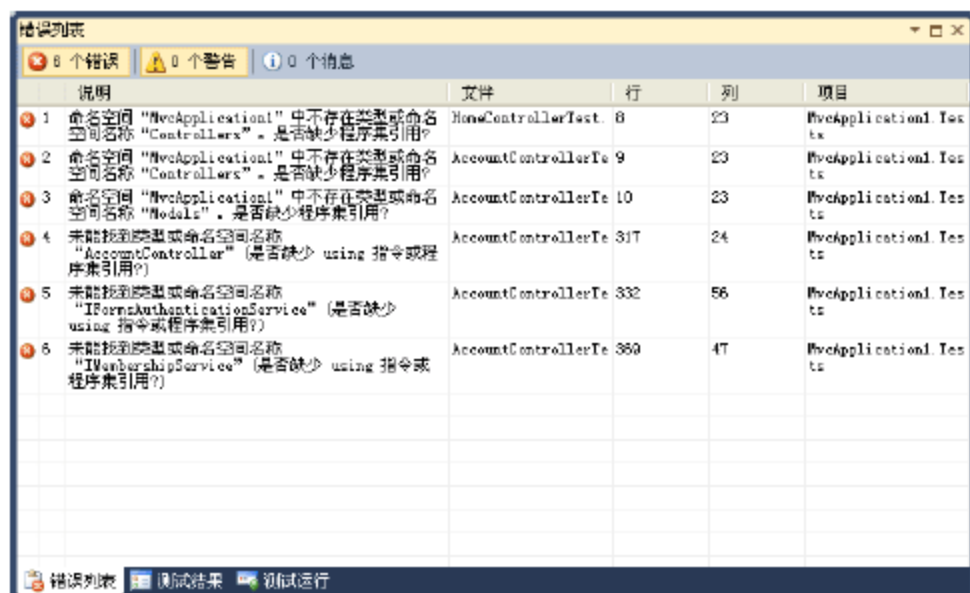 错误列表
6 个错误 0 个警告 0 个消息
说明 文件 行 列 项目
1 命名空间 “MvcApplication1” 中不存在类型或命名 HomeControllerTest. 8 23 MvcApplication1.Tes
空间名称 “Controllers” 。是否缺少程序集引用? ts
2 命名空间 “MvcApplication1” 中不存在类型或命名 AccountControllerTe 9 23 MvcApplication1.Tes
空间名称 “Controllers” 。是否缺少程序集引用? ts
3 命名空间 “MvcApplication1” 中不存在类型或命名 AccountControllerTe 10 23 MvcApplication1.Tes
空间名称 “Models” 。是否缺少程序集引用? ts
4 未能找到类型或命名空间名称 AccountControllerTe 317 24 MvcApplication1.Tes
“AccountController” (是否缺少 using 指令或程 ts
序集引用?)
5 未能找到类型或命名空间名称 AccountControllerTe 332 56 MvcApplication1.Tes
“IFormsAuthenticationService” (是否缺少 ts
using 指令或程序集引用?)
6 未能找到类型或命名空间名称 AccountControllerTe 369 47 MvcApplication1.Tes
“IMembershipService” (是否缺少 using 指令或 ts
程序集引用?)
错误列表 测试结果 测试运行